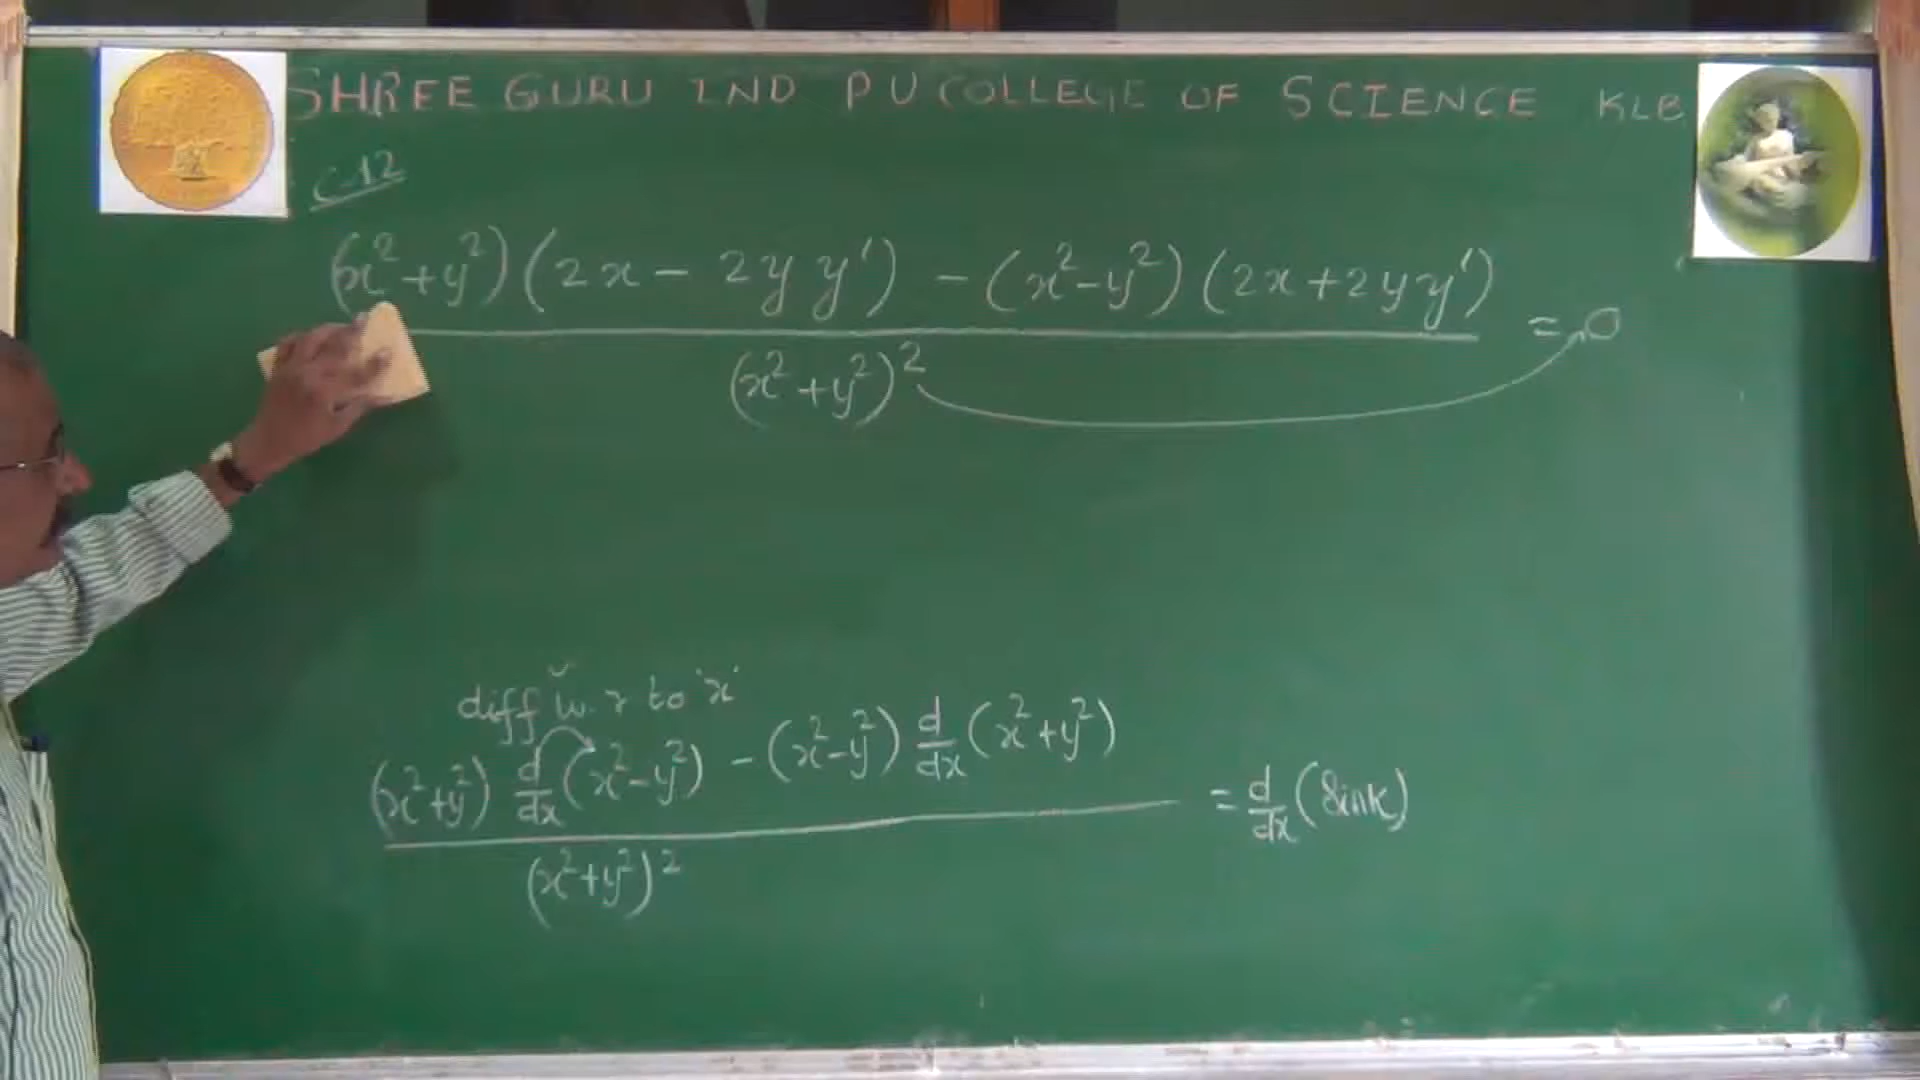 SHREE GURU IND PU COLLEGE OF SCIENCE KLB
C-12
(x²+y²)(2x - 2yy') - (x²-y²)(2x+2yy')
= 0
(x²+y²)²
diff w.r to 'x'
(x²+y²) d/dx (x²-y²) - (x²-y²) d/dx (x²+y²)
= d/dx (Sink)
(x²+y²)²